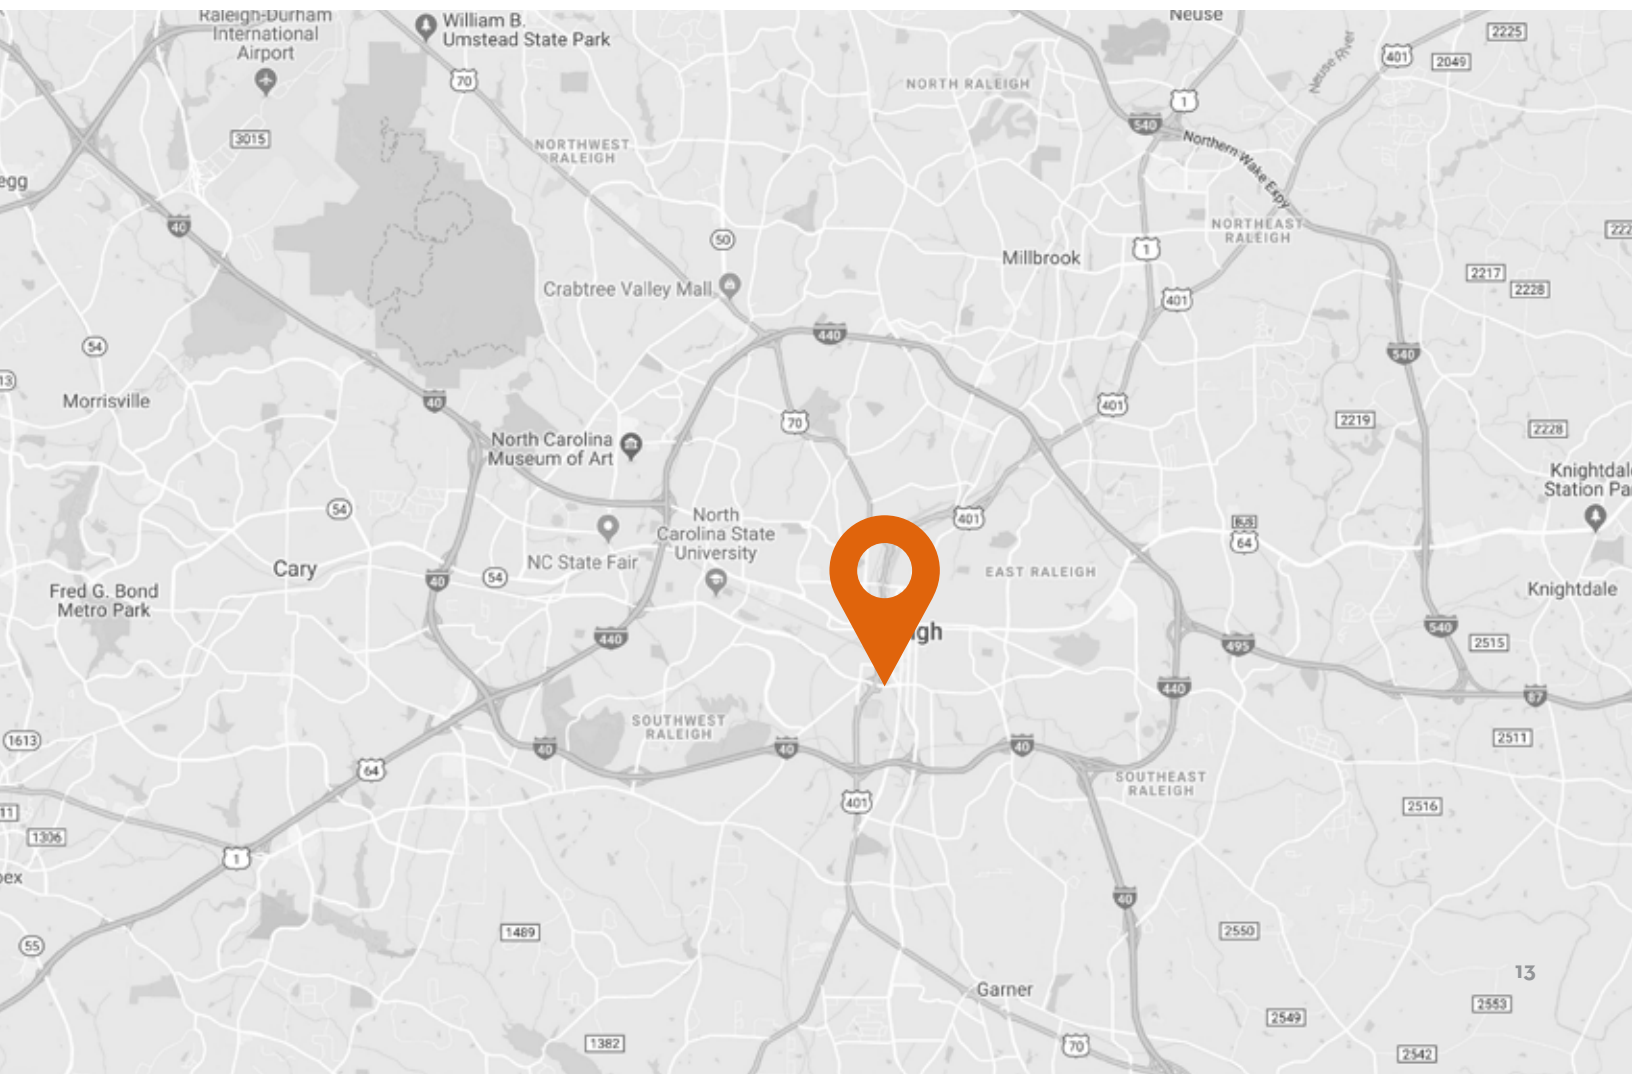 Raleigh-Durham
International
Airport
William B.
Umstead State Park
Neuse
2225
401
2049
Neuse River
70
NORTH RALEIGH
1
540
3015
NORTHWEST
RALEIGH
Northern Wake Expy
egg
40
50
NORTHEAST
RALEIGH
222
1
Millbrook
2217
2228
Crabtree Valley Mall
401
440
54
540
13
Morrisville
40
401
70
2219
2228
North Carolina
Museum of Art
Knightdale
Station Pa
54
North
Carolina State
University
401
BUS
64
NC State Fair
Cary
40
54
EAST RALEIGH
Fred G. Bond
Metro Park
Knightdale
440
igh
540
495
2515
440
87
SOUTHWEST
RALEIGH
1613
40
40
40
2511
64
SOUTHEAST
RALEIGH
401
2516
11
1306
1
pex
40
55
1489
2550
13
Garner
2553
2549
1382
70
2542